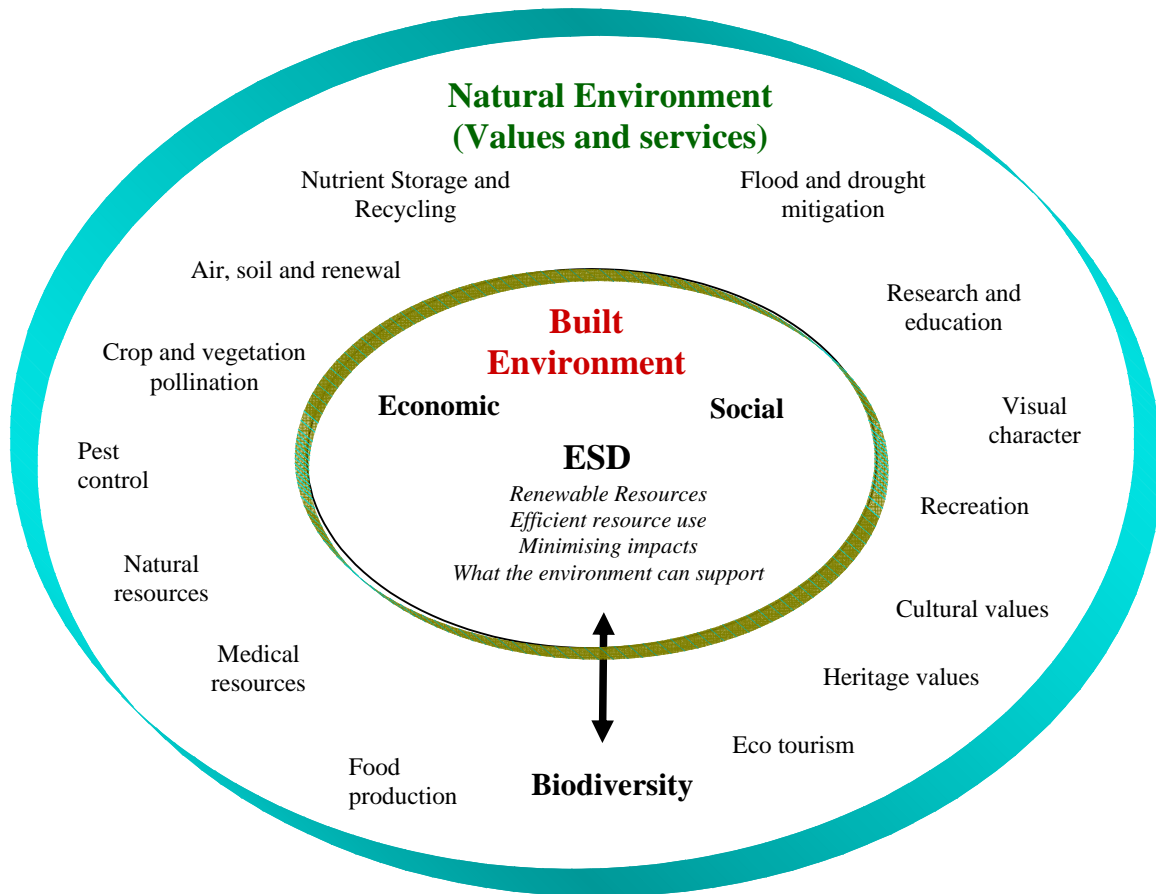 Natural Environment
(Values and services)
Nutrient Storage and
Recycling
Flood and drought
mitigation
Air, soil and renewal
Research and
education
Crop and vegetation
pollination
Visual
character
Pest
control
Recreation
Natural
resources
Cultural values
Medical
resources
Heritage values
Food
production
Eco tourism
Biodiversity
Built
Environment
Economic
Social
ESD
Renewable Resources
Efficient resource use
Minimising impacts
What the environment can support